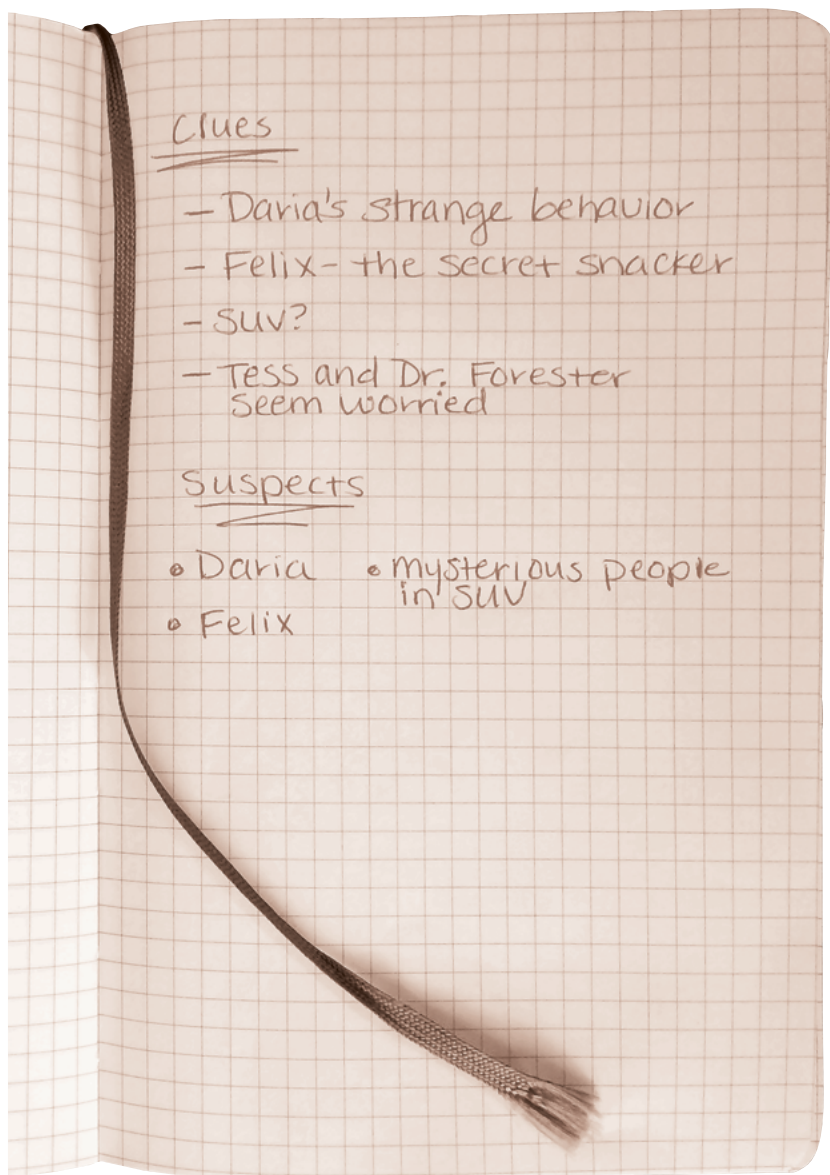 Clues
- Daria's strange behavior
- Felix - the secret snacker
- SUV?
- Tess and Dr. Forester
seem worried
Suspects
• Daria • mysterious people
in SUV
• Felix